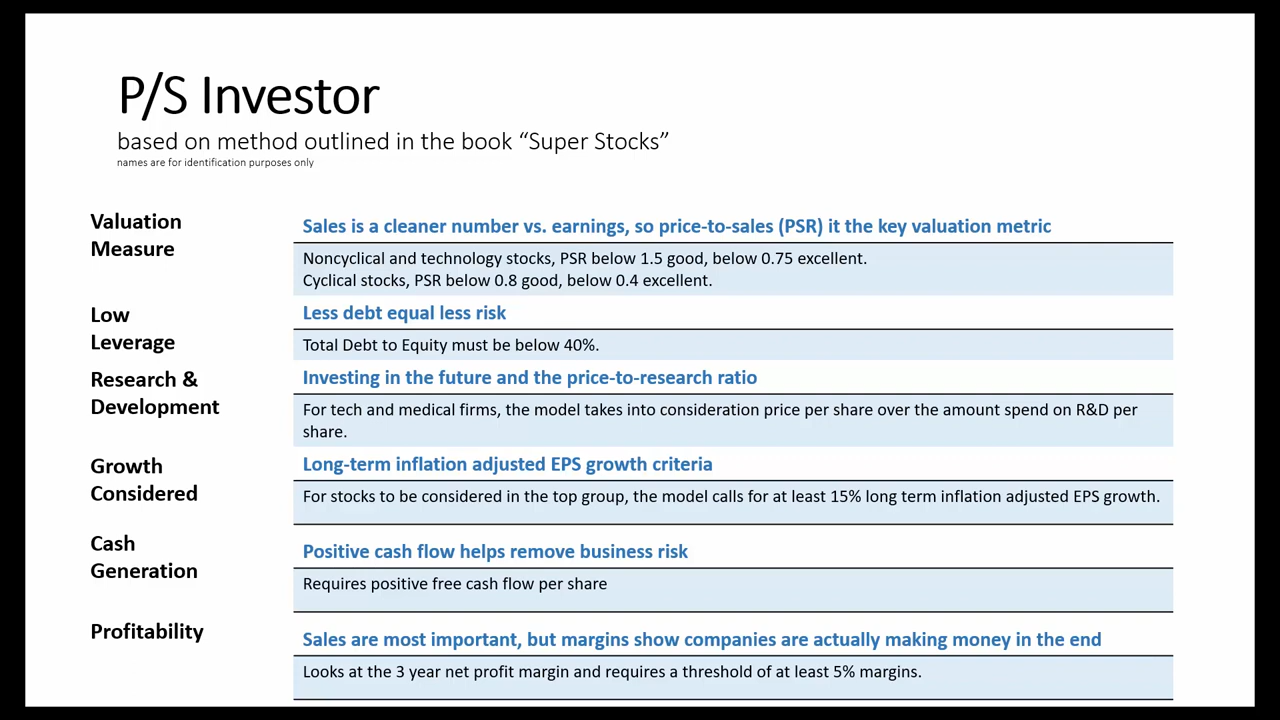 P/S Investor
based on method outlined in the book “Super Stocks”
names are for identification purposes only
Valuation
Measure
Sales is a cleaner number vs. earnings, so price-to-sales (PSR) it the key valuation metric
Noncyclical and technology stocks, PSR below 1.5 good, below 0.75 excellent.
Cyclical stocks, PSR below 0.8 good, below 0.4 excellent.
Low
Leverage
Less debt equal less risk
Total Debt to Equity must be below 40%.
Research &
Development
Investing in the future and the price-to-research ratio
For tech and medical firms, the model takes into consideration price per share over the amount spend on R&D per
share.
Growth
Considered
Long-term inflation adjusted EPS growth criteria
For stocks to be considered in the top group, the model calls for at least 15% long term inflation adjusted EPS growth.
Cash
Generation
Positive cash flow helps remove business risk
Requires positive free cash flow per share
Profitability
Sales are most important, but margins show companies are actually making money in the end
Looks at the 3 year net profit margin and requires a threshold of at least 5% margins.